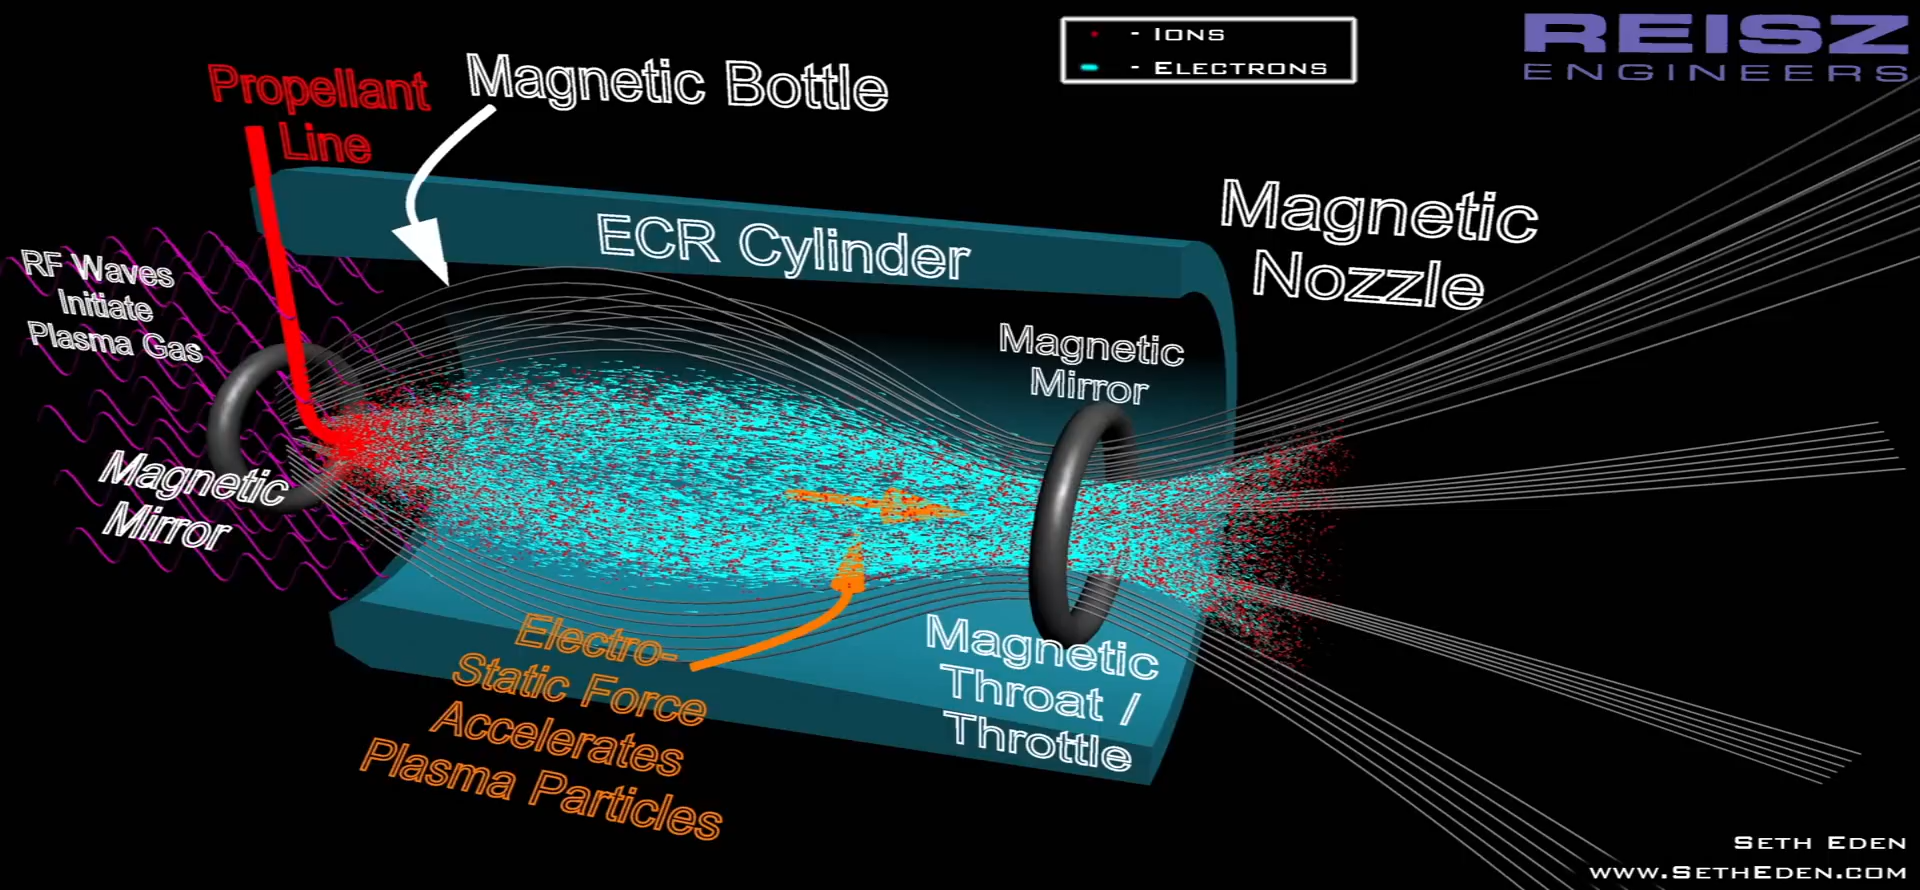 REISZ
ENGINEERS
- Ions
- Electrons
Propellant
Line
Magnetic Bottle
ECR Cylinder
Magnetic
Nozzle
RF Waves
Initiate
Plasma Gas
Magnetic
Mirror
Magnetic
Mirror
Electro-
Static Force
Accelerates
Plasma Particles
Magnetic
Throat /
Throttle
Seth Eden
www.SethEden.com